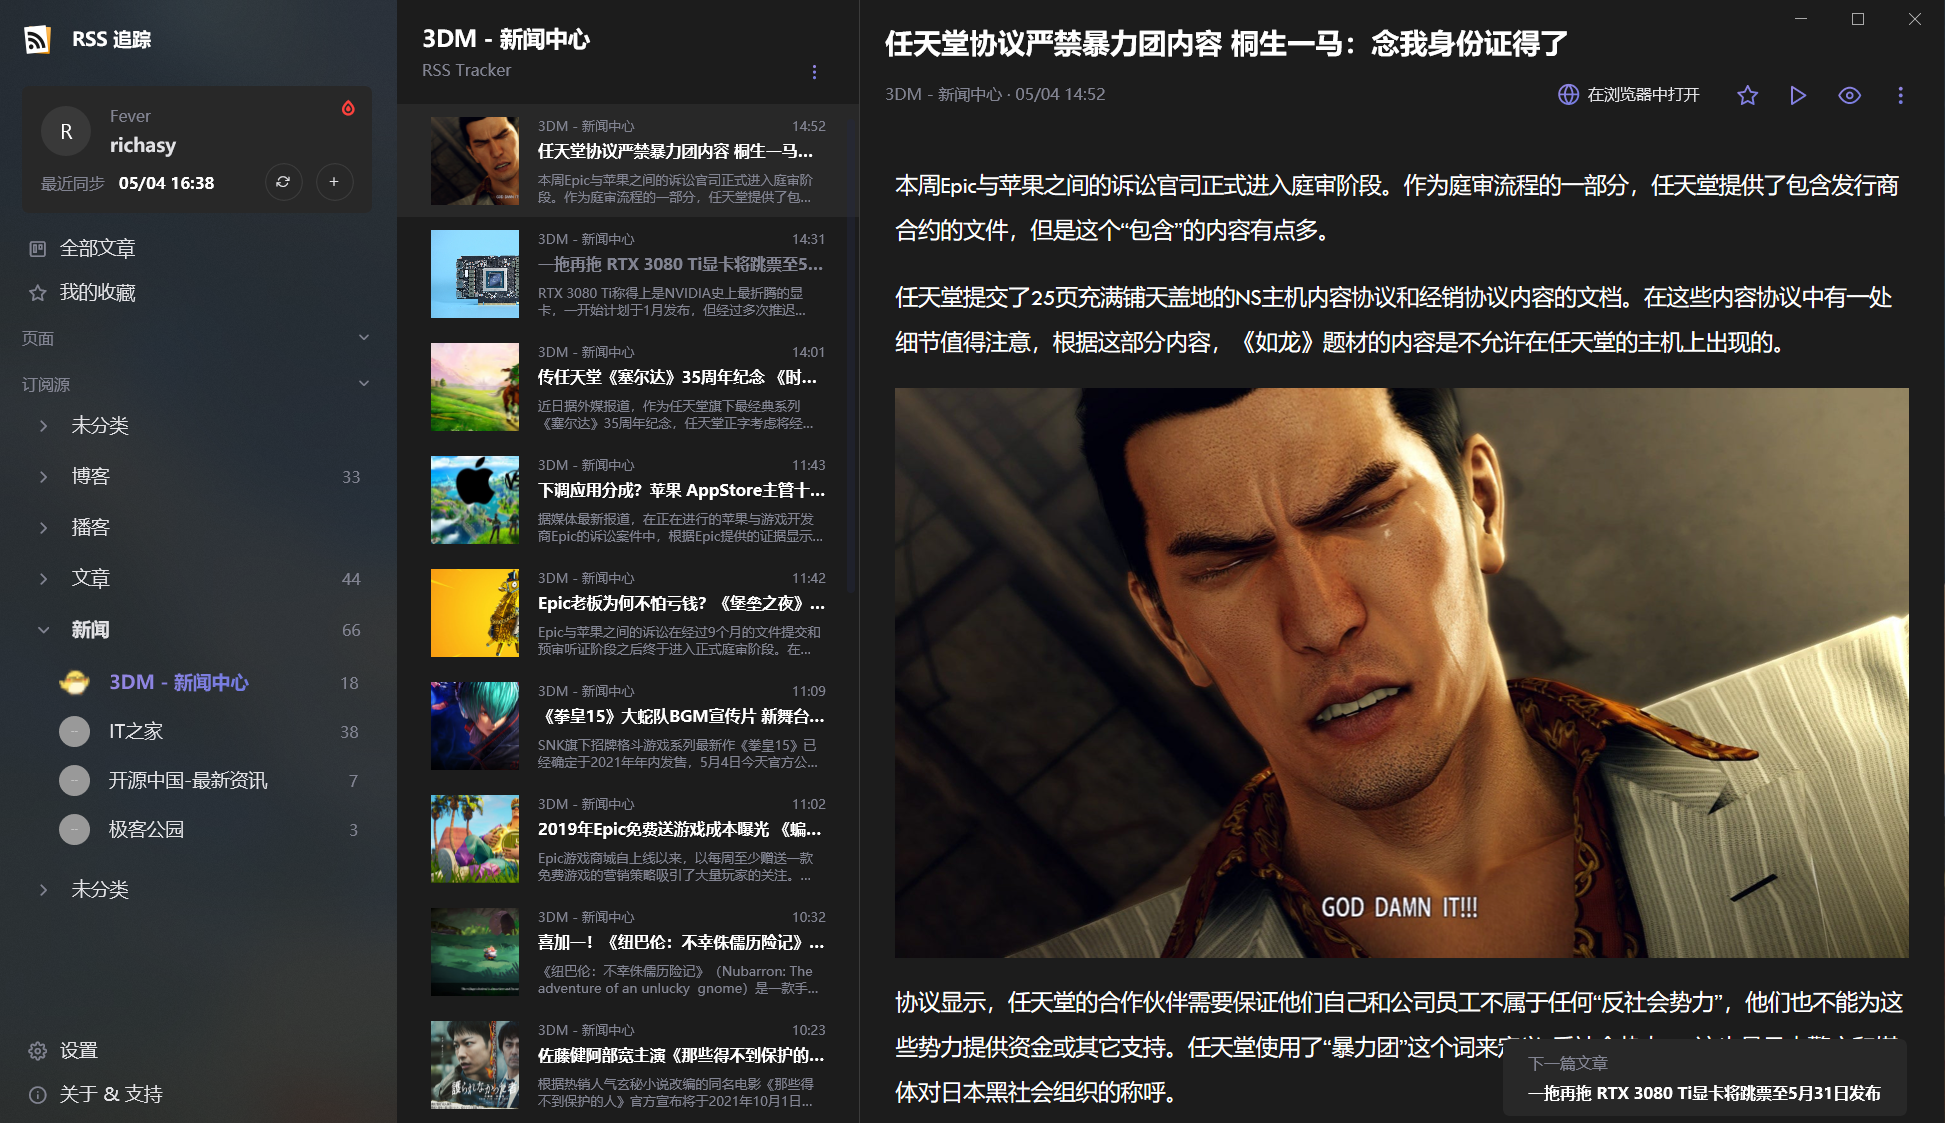 RSS 追踪
Fever
R
richasy
最近同步 05/04 16:38
全部文章
我的收藏
页面
订阅源
未分类
博客 33
播客
文章 44
新闻 66
3DM - 新闻中心 18
IT之家 38
开源中国-最新资讯 7
极客公园 3
未分类
设置
关于 & 支持
3DM - 新闻中心
RSS Tracker
3DM - 新闻中心 14:52
任天堂协议严禁暴力团内容 桐生一马...
本周Epic与苹果之间的诉讼官司正式进入庭审阶
段。作为庭审流程的一部分，任天堂提供了包...
3DM - 新闻中心 14:31
一拖再拖 RTX 3080 Ti显卡将跳票至5...
RTX 3080 Ti称得上是NVIDIA史上最折腾的显
卡，一开始计划于1月发布，但经过多次推迟...
3DM - 新闻中心 14:01
传任天堂《塞尔达》35周年纪念 《时...
近日据外媒报道，作为任天堂旗下最经典系列
《塞尔达》35周年纪念，任天堂正字考虑将经...
3DM - 新闻中心 11:43
下调应用分成？苹果 AppStore主管十...
据媒体最新报道，在正在进行的苹果与游戏开发
商Epic的诉讼案件中，根据Epic提供的证据显示...
3DM - 新闻中心 11:42
Epic老板为何不怕亏钱？《堡垒之夜》...
Epic与苹果之间的诉讼在经过9个月的文件提交和
预审听证阶段之后终于进入正式庭审阶段。在...
3DM - 新闻中心 11:09
《拳皇15》大蛇队BGM宣传片 新舞台...
SNK旗下招牌格斗游戏系列最新作《拳皇15》已
经确定于2021年年内发售，5月4日今天官方公...
3DM - 新闻中心 11:02
2019年Epic免费送游戏成本曝光 《蝙...
Epic游戏商城自上线以来，以每周至少赠送一款
免费游戏的营销策略吸引了大量玩家的关注。...
3DM - 新闻中心 10:32
喜加一！《纽巴伦：不幸侏儒历险记》...
《纽巴伦：不幸侏儒历险记》（Nubarron: The
adventure of an unlucky gnome）是一款手...
3DM - 新闻中心 10:23
佐藤健阿部宽主演《那些得不到保护的...
根据热销人气玄秘小说改编的同名电影《那些得
不到保护的人》官方宣布将于2021年10月1日...
任天堂协议严禁暴力团内容 桐生一马：念我身份证得了
3DM - 新闻中心 · 05/04 14:52
在浏览器中打开
本周Epic与苹果之间的诉讼官司正式进入庭审阶段。作为庭审流程的一部分，任天堂提供了包含发行商
合约的文件，但是这个“包含”的内容有点多。
任天堂提交了25页充满铺天盖地的NS主机内容协议和经销协议内容的文档。在这些内容协议中有一处
细节值得注意，根据这部分内容，《如龙》题材的内容是不允许在任天堂的主机上出现的。
GOD DAMN IT!!!
协议显示，任天堂的合作伙伴需要保证他们自己和公司员工不属于任何“反社会势力”，他们也不能为这
些势力提供资金或其它支持。任天堂使用了“暴力团”这个词来
体对日本黑社会组织的称呼。
下一篇文章
一拖再拖 RTX 3080 Ti显卡将跳票至5月31日发布